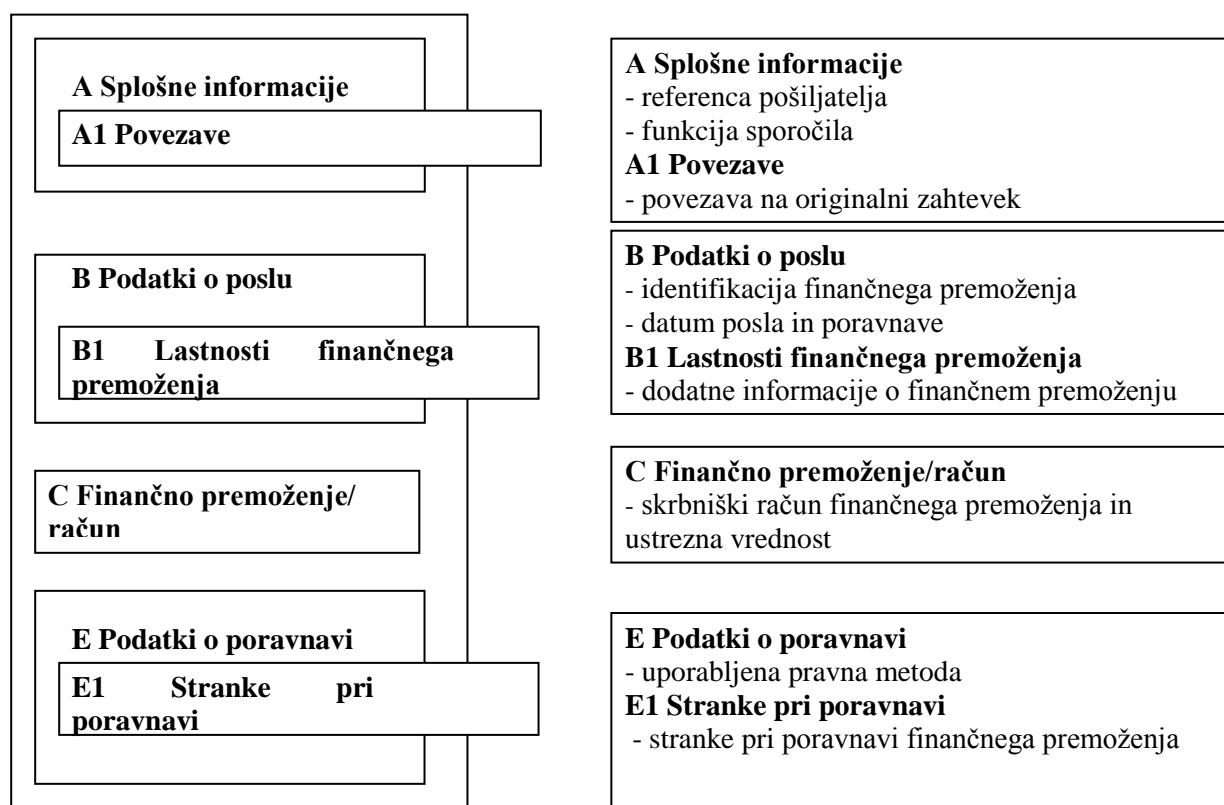 A Splošne informacije
A1 Povezave
B Podatki o poslu
B1 Lastnosti finančnega
premoženja
C Finančno premoženje/
račun
E Podatki o poravnavi
E1 Stranke pri
poravnavi
A Splošne informacije
- referenca pošiljatelja
- funkcija sporočila
A1 Povezave
- povezava na originalni zahtevek
B Podatki o poslu
- identifikacija finančnega premoženja
- datum posla in poravnave
B1 Lastnosti finančnega premoženja
- dodatne informacije o finančnem premoženju
C Finančno premoženje/račun
- skrbniški račun finančnega premoženja in
ustrezna vrednost
E Podatki o poravnavi
- uporabljena pravna metoda
E1 Stranke pri poravnavi
- stranke pri poravnavi finančnega premoženja